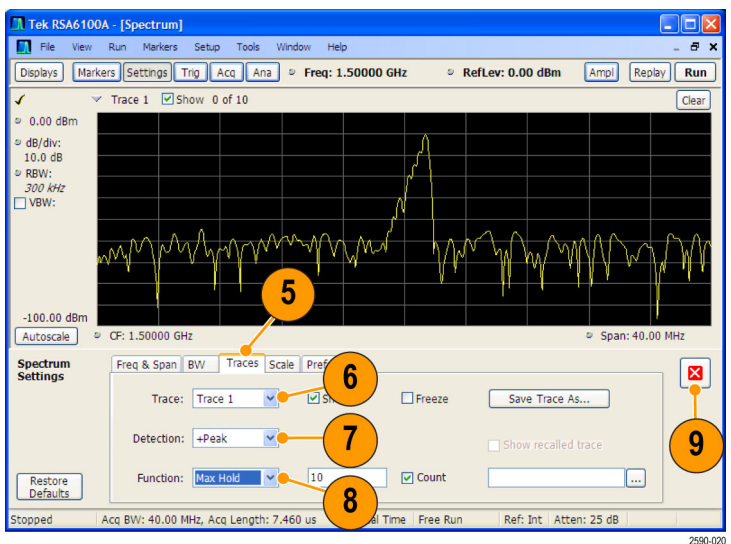 Tek RSA6100A - [Spectrum]
File View Run Markers Setup Tools Window Help
Displays Markers Settings Trig Acq Ana Freq: 1.50000 GHz RefLev: 0.00 dBm Ampl Replay Run
Trace 1 Show 0 of 10 Clear
0.00 dBm
dB/div:
10.0 dB
RBW:
300 kHz
VBW:
-100.00 dBm
Autoscale CF: 1.50000 GHz Span: 40.00 MHz
5
Spectrum
Settings
Freq & Span BW Traces Scale
Trace: Trace 1 6 Freeze Save Trace As...
Detection: +Peak 7 Show recalled trace 9
Function: Max Hold 8 10 Count ...
Restore
Defaults
Stopped Acq BW: 40.00 MHz, Acq Length: 7.460 us Time Free Run Ref: Int Atten: 25 dB
2590-020